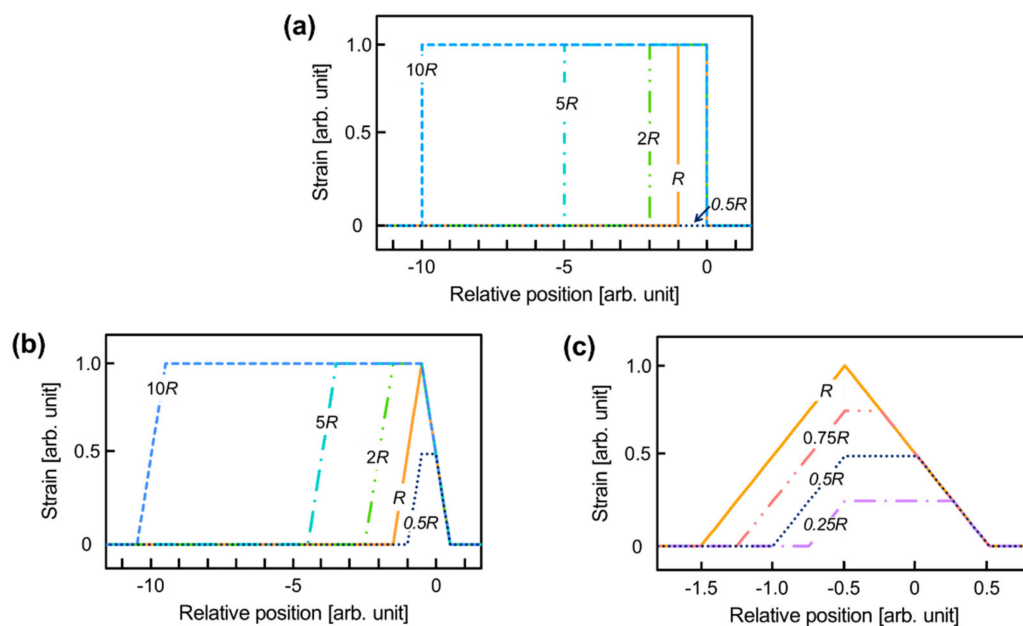 (a)
1.0
10R
5R
2R
0.5
R
0.5R
0
-10
-5
0
Strain [arb. unit]
Relative position [arb. unit]
(b)
1.0
10R
5R
0.5
2R
R
0.5R
0
-10
-5
0
Strain [arb. unit]
Relative position [arb. unit]
(c)
1.0
R
0.75R
0.5
0.5R
0.25R
0
-1.5
-1.0
-0.5
0
0.5
Strain [arb. unit]
Relative position [arb. unit]